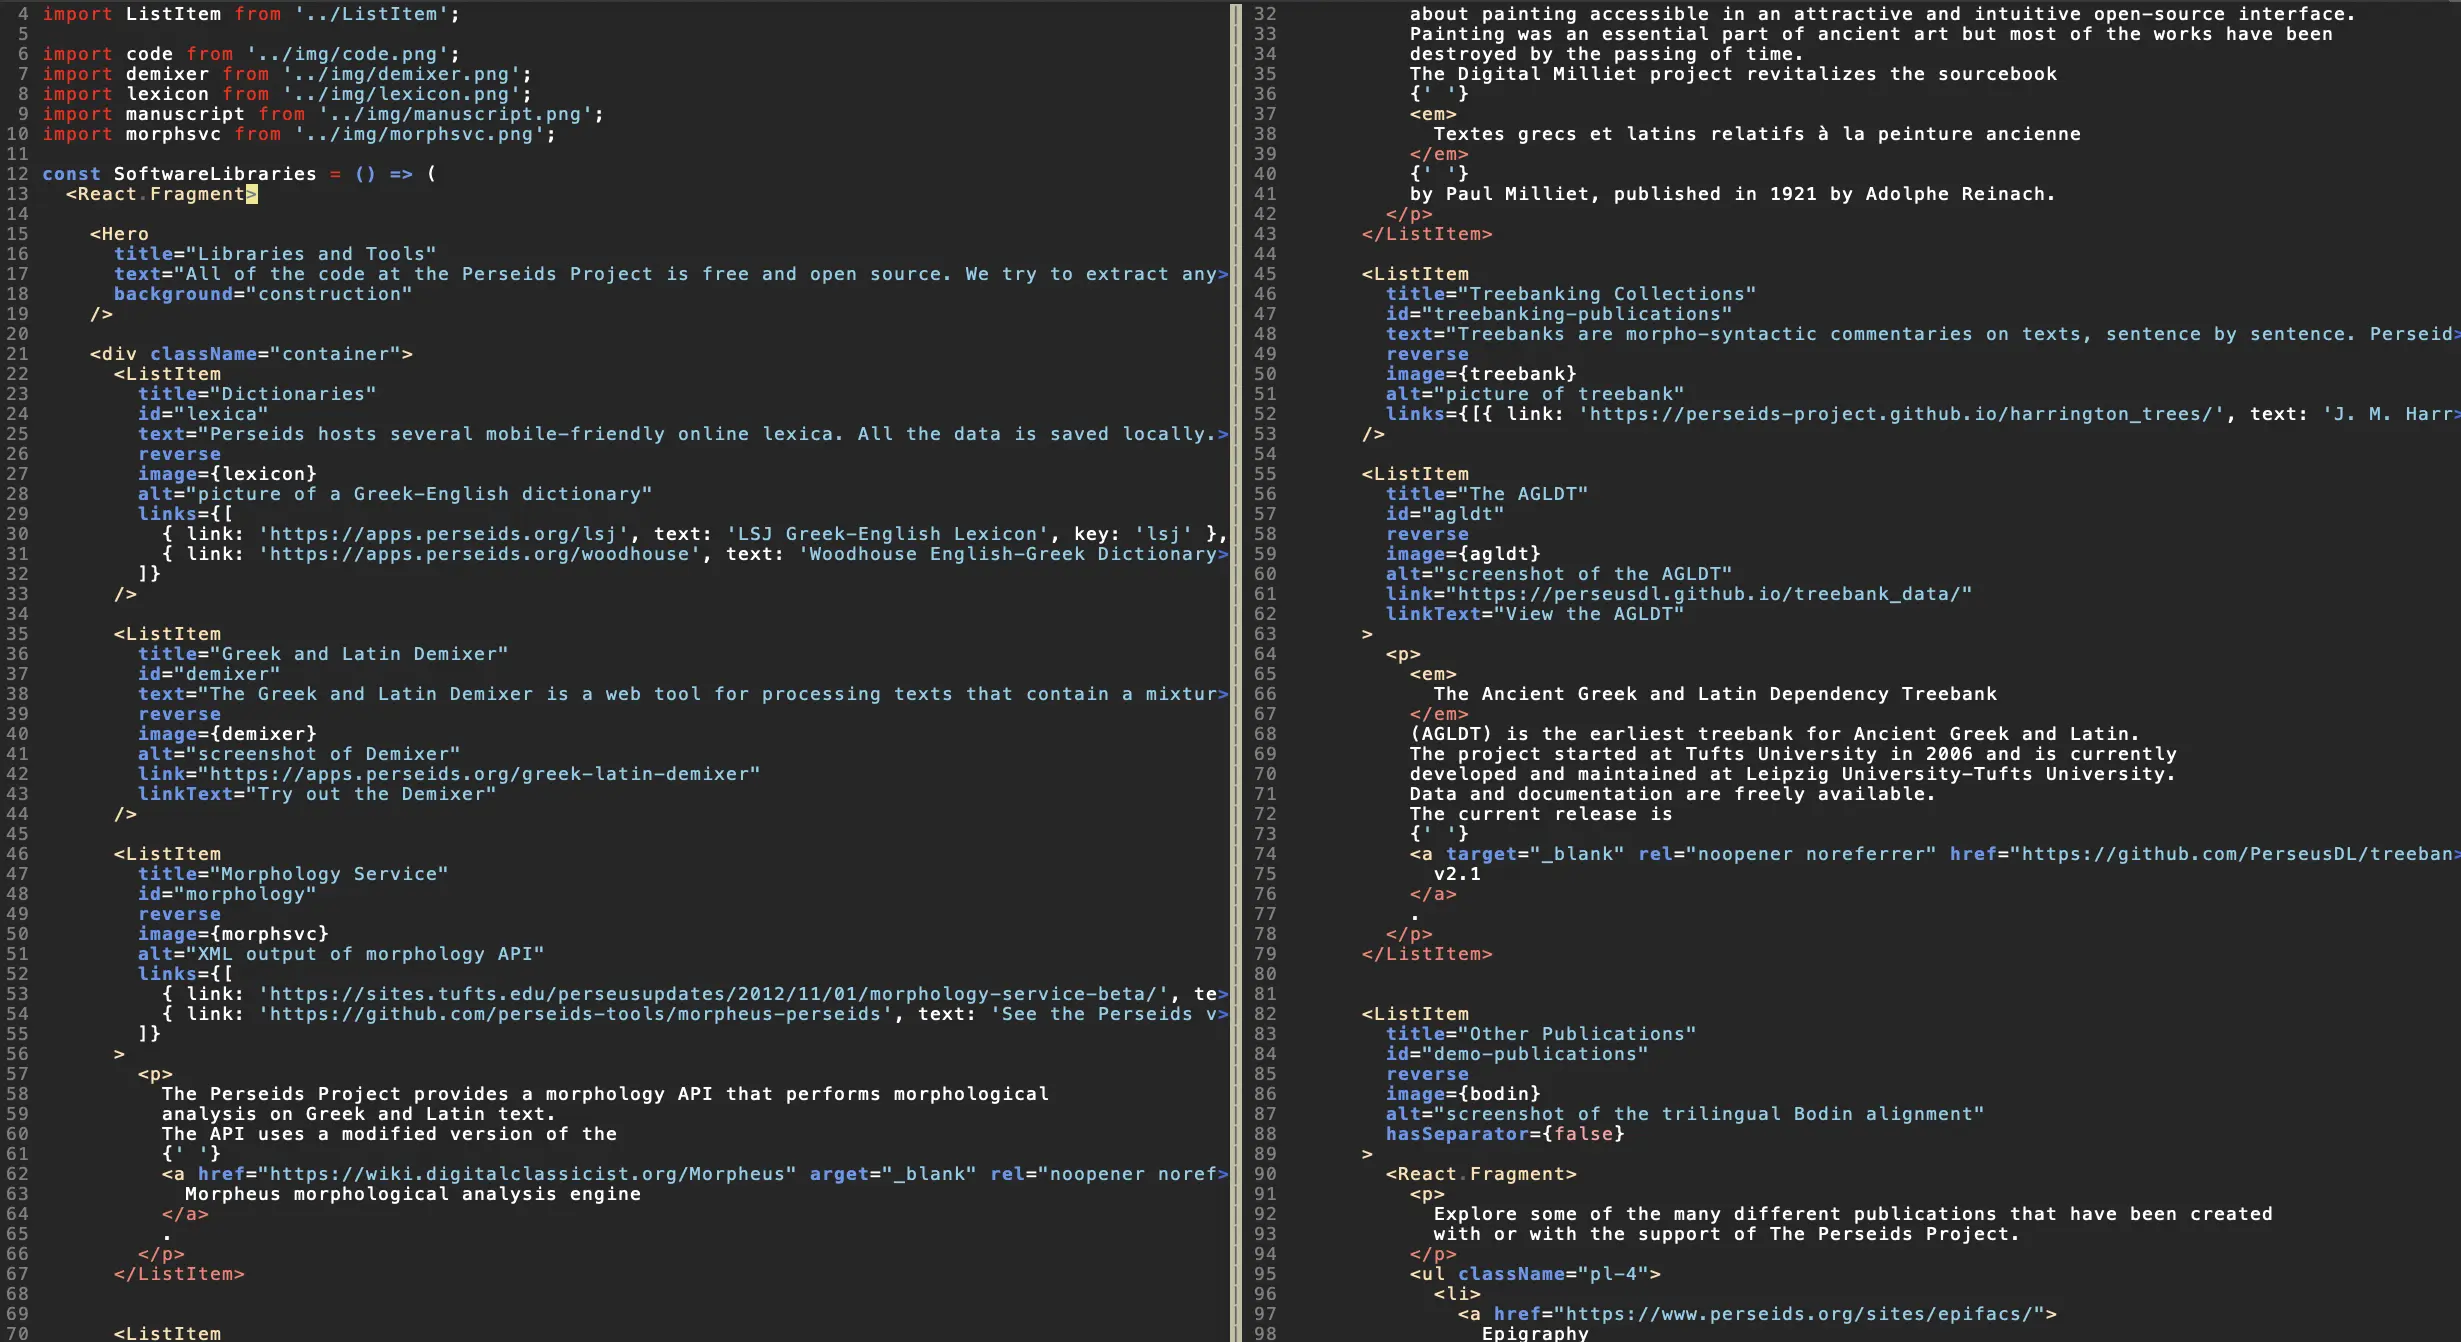 4 import ListItem from '../ListItem';
5
6 import code from '../img/code.png';
7 import demixer from '../img/demixer.png';
8 import lexicon from '../img/lexicon.png';
9 import manuscript from '../img/manuscript.png';
10 import morphsvc from '../img/morphsvc.png';
11
12 const SoftwareLibraries = () => (
13 <React.Fragment>
14
15 <Hero
16 title="Libraries and Tools"
17 text="All of the code at the Perseids Project is free and open source. We try to extract any>
18 background="construction"
19 />
20
21 <div className="container">
22 <ListItem
23 title="Dictionaries"
24 id="lexica"
25 text="Perseids hosts several mobile-friendly online lexica. All the data is saved locally.>
26 reverse
27 image={lexicon}
28 alt="picture of a Greek-English dictionary"
29 links={[
30 { link: 'https://apps.perseids.org/lsj', text: 'LSJ Greek-English Lexicon', key: 'lsj' },
31 { link: 'https://apps.perseids.org/woodhouse', text: 'Woodhouse English-Greek Dictionary>
32 ]}
33 />
34
35 <ListItem
36 title="Greek and Latin Demixer"
37 id="demixer"
38 text="The Greek and Latin Demixer is a web tool for processing texts that contain a mixtur>
39 reverse
40 image={demixer}
41 alt="screenshot of Demixer"
42 link="https://apps.perseids.org/greek-latin-demixer"
43 linkText="Try out the Demixer"
44 />
45
46 <ListItem
47 title="Morphology Service"
48 id="morphology"
49 reverse
50 image={morphsvc}
51 alt="XML output of morphology API"
52 links={[
53 { link: 'https://sites.tufts.edu/perseusupdates/2012/11/01/morphology-service-beta/', te>
54 { link: 'https://github.com/perseids-tools/morpheus-perseids', text: 'See the Perseids v>
55 ]}
56 >
57 <p>
58 The Perseids Project provides a morphology API that performs morphological
59 analysis on Greek and Latin text.
60 The API uses a modified version of the
61 {' '}
62 <a href="https://wiki.digitalclassicist.org/Morpheus" arget="_blank" rel="noopener noref>
63 Morpheus morphological analysis engine
64 </a>
65 .
66 </p>
67 </ListItem>
68
69
70 <ListItem
32 about painting accessible in an attractive and intuitive open-source interface.
33 Painting was an essential part of ancient art but most of the works have been
34 destroyed by the passing of time.
35 The Digital Milliet project revitalizes the sourcebook
36 {' '}
37 <em>
38 Textes grecs et latins relatifs à la peinture ancienne
39 </em>
40 {' '}
41 by Paul Milliet, published in 1921 by Adolphe Reinach.
42 </p>
43 </ListItem>
44
45 <ListItem
46 title="Treebanking Collections"
47 id="treebanking-publications"
48 text="Treebanks are morpho-syntactic commentaries on texts, sentence by sentence. Perseid>
49 reverse
50 image={treebank}
51 alt="picture of treebank"
52 links={[{ link: 'https://perseids-project.github.io/harrington_trees/', text: 'J. M. Harr>
53 />
54
55 <ListItem
56 title="The AGLDT"
57 id="agldt"
58 reverse
59 image={agldt}
60 alt="screenshot of the AGLDT"
61 link="https://perseusdl.github.io/treebank_data/"
62 linkText="View the AGLDT"
63 >
64 <p>
65 <em>
66 The Ancient Greek and Latin Dependency Treebank
67 </em>
68 (AGLDT) is the earliest treebank for Ancient Greek and Latin.
69 The project started at Tufts University in 2006 and is currently
70 developed and maintained at Leipzig University-Tufts University.
71 Data and documentation are freely available.
72 The current release is
73 {' '}
74 <a target="_blank" rel="noopener noreferrer" href="https://github.com/PerseusDL/treeban>
75 v2.1
76 </a>
77 .
78 </p>
79 </ListItem>
80
81
82 <ListItem
83 title="Other Publications"
84 id="demo-publications"
85 reverse
86 image={bodin}
87 alt="screenshot of the trilingual Bodin alignment"
88 hasSeparator={false}
89 >
90 <React.Fragment>
91 <p>
92 Explore some of the many different publications that have been created
93 with or with the support of The Perseids Project.
94 </p>
95 <ul className="pl-4">
96 <li>
97 <a href="https://www.perseids.org/sites/epifacs/">
98 Epigraphy